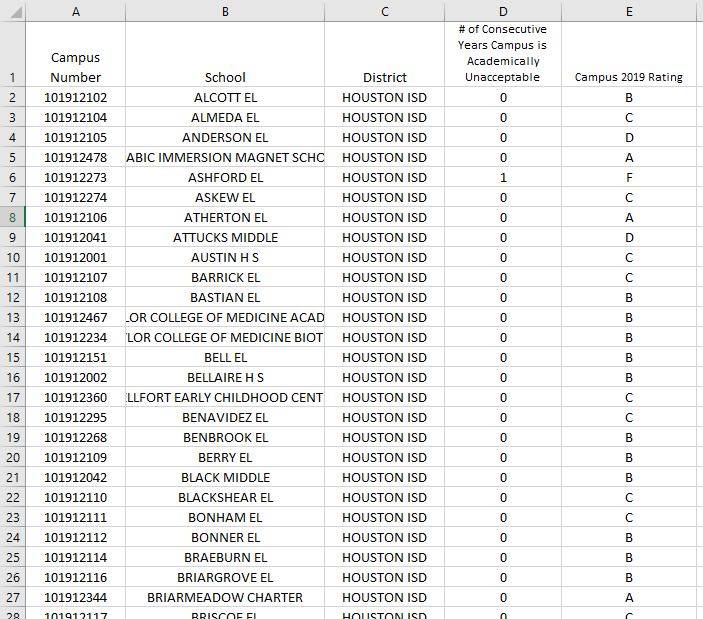 A B C D E
1 Campus Number School District # of Consecutive Years Campus is Academically Unacceptable Campus 2019 Rating
2 101912102 ALCOTT EL HOUSTON ISD 0 B
3 101912104 ALMEDA EL HOUSTON ISD 0 C
4 101912105 ANDERSON EL HOUSTON ISD 0 D
5 101912478 ABIC IMMERSION MAGNET SCHO HOUSTON ISD 0 A
6 101912273 ASHFORD EL HOUSTON ISD 1 F
7 101912274 ASKEW EL HOUSTON ISD 0 C
8 101912106 ATHERTON EL HOUSTON ISD 0 A
9 101912041 ATTUCKS MIDDLE HOUSTON ISD 0 D
10 101912001 AUSTIN H S HOUSTON ISD 0 C
11 101912107 BARRICK EL HOUSTON ISD 0 C
12 101912108 BASTIAN EL HOUSTON ISD 0 B
13 101912467 LOR COLLEGE OF MEDICINE ACAD HOUSTON ISD 0 B
14 101912234 LOR COLLEGE OF MEDICINE BIOT HOUSTON ISD 0 B
15 101912151 BELL EL HOUSTON ISD 0 B
16 101912002 BELLAIRE H S HOUSTON ISD 0 B
17 101912360 LLFORT EARLY CHILDHOOD CENT HOUSTON ISD 0 C
18 101912295 BENAVIDEZ EL HOUSTON ISD 0 C
19 101912268 BENBROOK EL HOUSTON ISD 0 B
20 101912109 BERRY EL HOUSTON ISD 0 B
21 101912042 BLACK MIDDLE HOUSTON ISD 0 B
22 101912110 BLACKSHEAR EL HOUSTON ISD 0 C
23 101912111 BONHAM EL HOUSTON ISD 0 C
24 101912112 BONNER EL HOUSTON ISD 0 B
25 101912114 BRAEBURN EL HOUSTON ISD 0 B
26 101912116 BRIARGROVE EL HOUSTON ISD 0 B
27 101912344 BRIARMEADOW CHARTER HOUSTON ISD 0 A
28 101912117 BRISCOE EL HOUSTON ISD 0 C